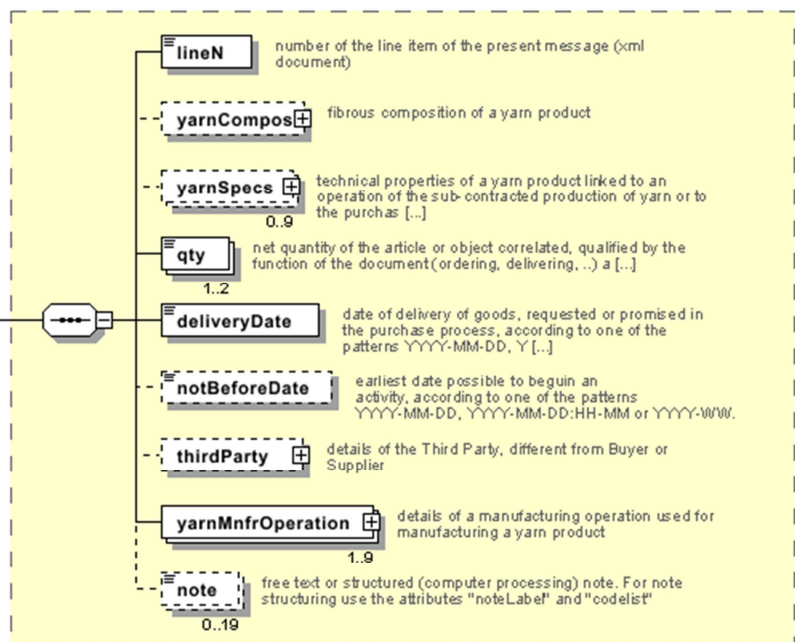 lineN
number of the line item of the present message (xml
document)
yarnCompos
fibrous composition of a yarn product
yarnSpecs
technical properties of a yarn product linked to an
operation of the sub-contracted production of yarn or to
the purchas [...]
0..9
qty
net quantity of the article or object correlated, qualified by the
function of the document (ordering, delivering, ..) a [...]
1..2
deliveryDate
date of delivery of goods, requested or promised in
the purchase process, according to one of the
patterns YYYY-MM-DD, Y [...]
notBeforeDate
earliest date possible to beguin an
activity, according to one of the patterns
YYYY-MM-DD, YYYY-MM-DD:HH-MM or YYYY-WW.
thirdParty
details of the Third Party, different from Buyer or
Supplier
yarnMnfrOperation
details of a manufacturing operation used for
manufacturing a yarn product
1..9
note
free text or structured (computer processing) note. For note
structuring use the attributes "noteLabel" and "codelist"
0..19